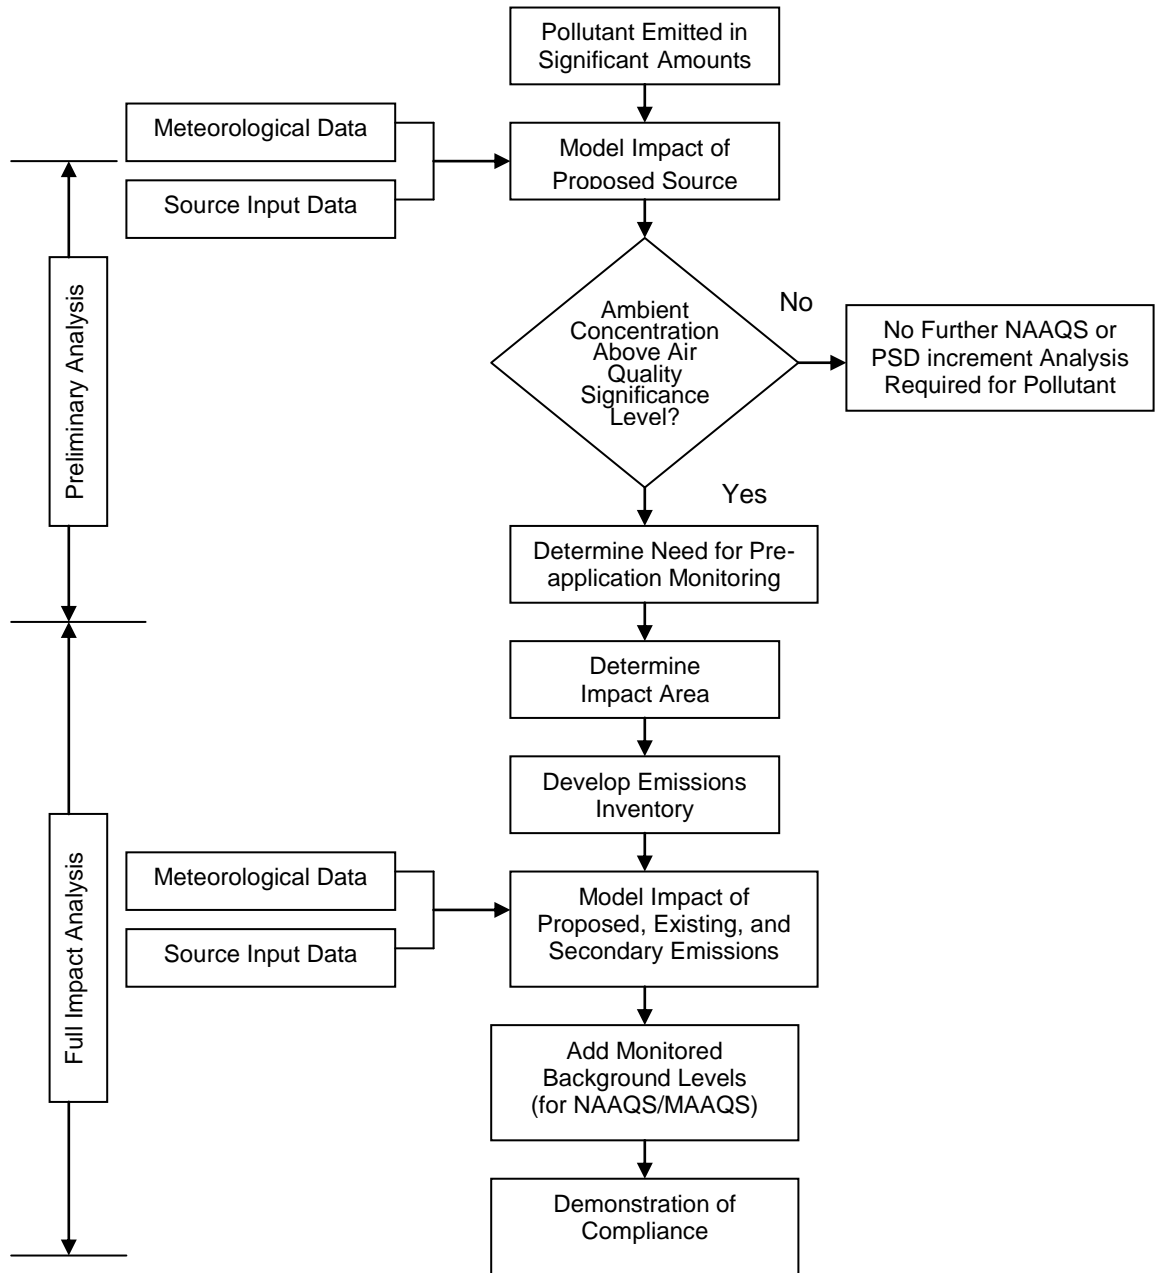 Pollutant Emitted in
Significant Amounts
Meteorological Data
Source Input Data
Model Impact of
Proposed Source
Preliminary Analysis
Ambient
Concentration
Above Air
Quality
Significance
Level?
No
No Further NAAQS or
PSD increment Analysis
Required for Pollutant
Yes
Determine Need for Pre-
application Monitoring
Determine
Impact Area
Develop Emissions
Inventory
Full Impact Analysis
Meteorological Data
Source Input Data
Model Impact of
Proposed, Existing, and
Secondary Emissions
Add Monitored
Background Levels
(for NAAQS/MAAQS)
Demonstration of
Compliance